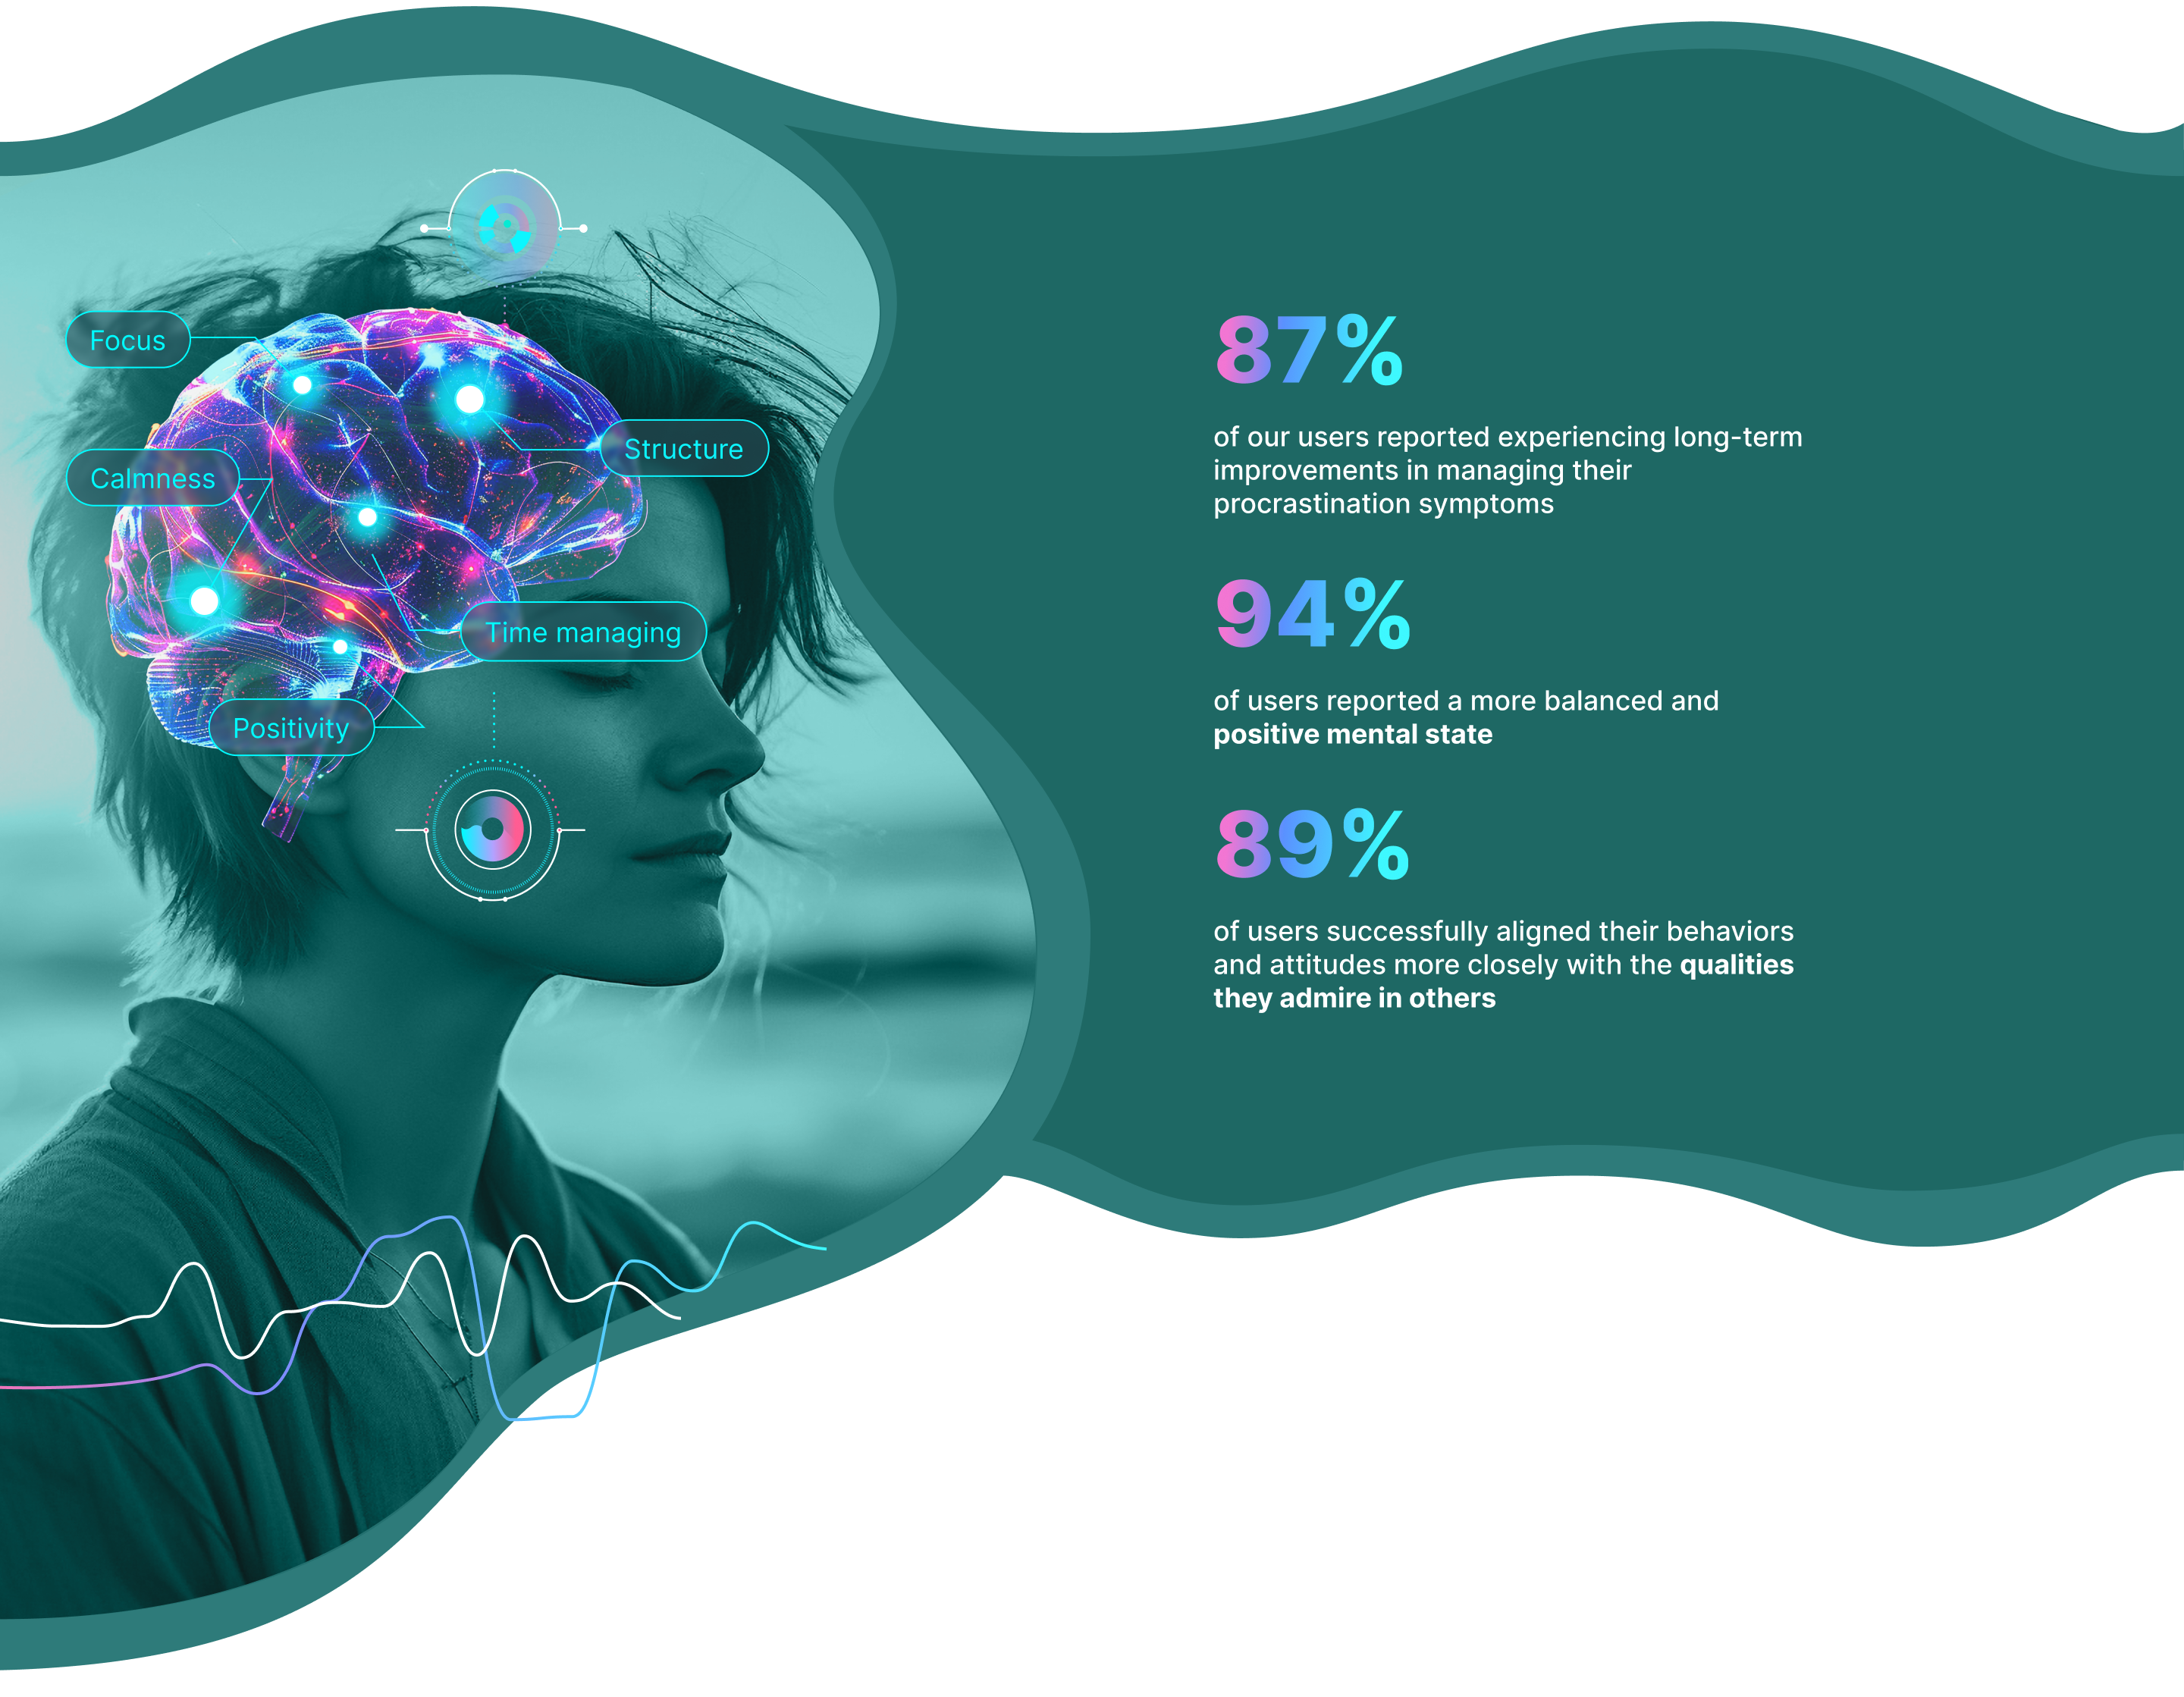 Focus
Calmness
Structure
Time managing
Positivity
87%
of our users reported experiencing long-term
improvements in managing their
procrastination symptoms
94%
of users reported a more balanced and
positive mental state
89%
of users successfully aligned their behaviors
and attitudes more closely with the qualities
they admire in others